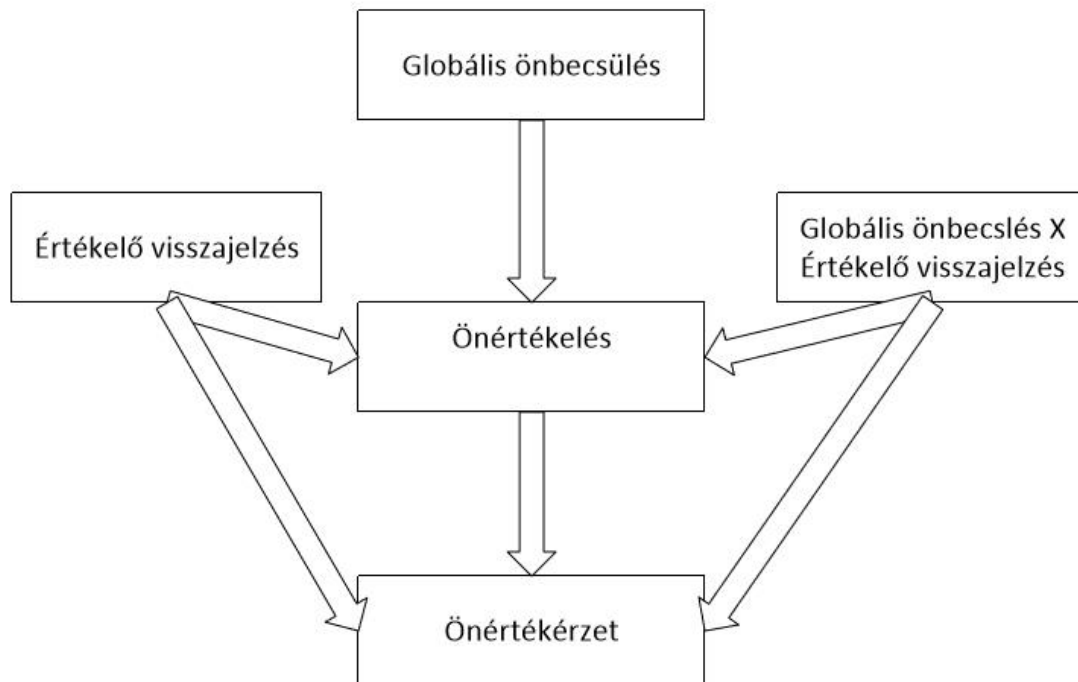 Globális önbecsülés
Értékelő visszajelzés
Globális önbecslés X
Értékelő visszajelzés
Önértékelés
Önértékérzet